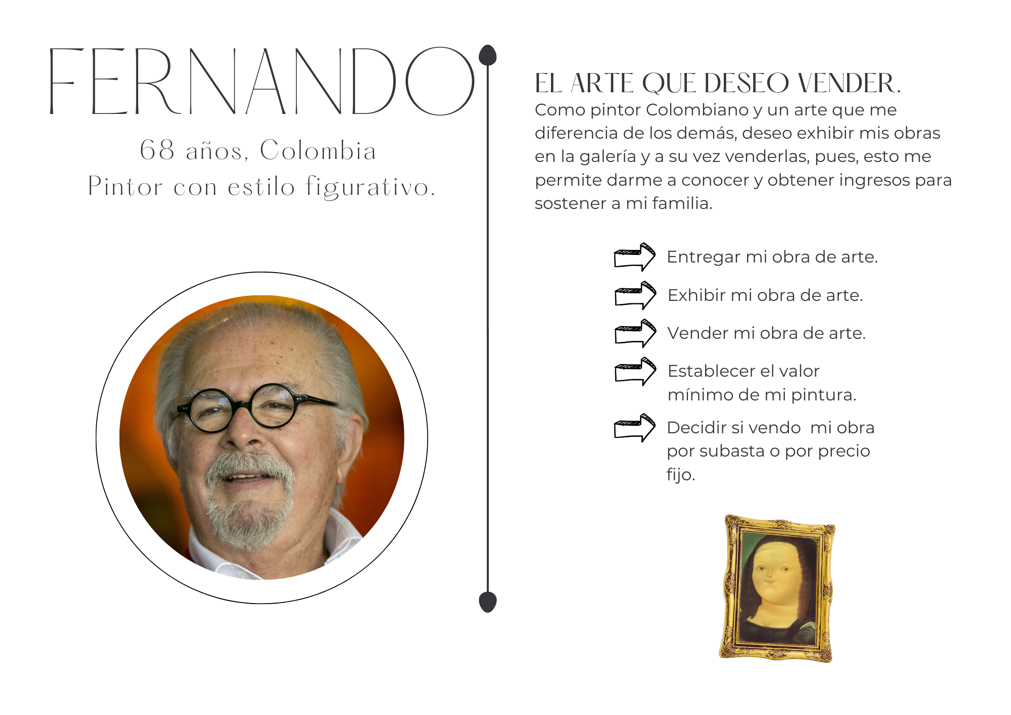 FERNANDO
68 años, Colombia
Pintor con estilo figurativo.
EL ARTE QUE DESEO VENDER.
Como pintor Colombiano y un arte que me
diferencia de los demás, deseo exhibir mis obras
en la galería y a su vez venderlas, pues, esto me
permite darme a conocer y obtener ingresos para
sostener a mi familia.
Entregar mi obra de arte.
Exhibir mi obra de arte.
Vender mi obra de arte.
Establecer el valor
mínimo de mi pintura.
Decidir si vendo  mi obra
por subasta o por precio
fijo.